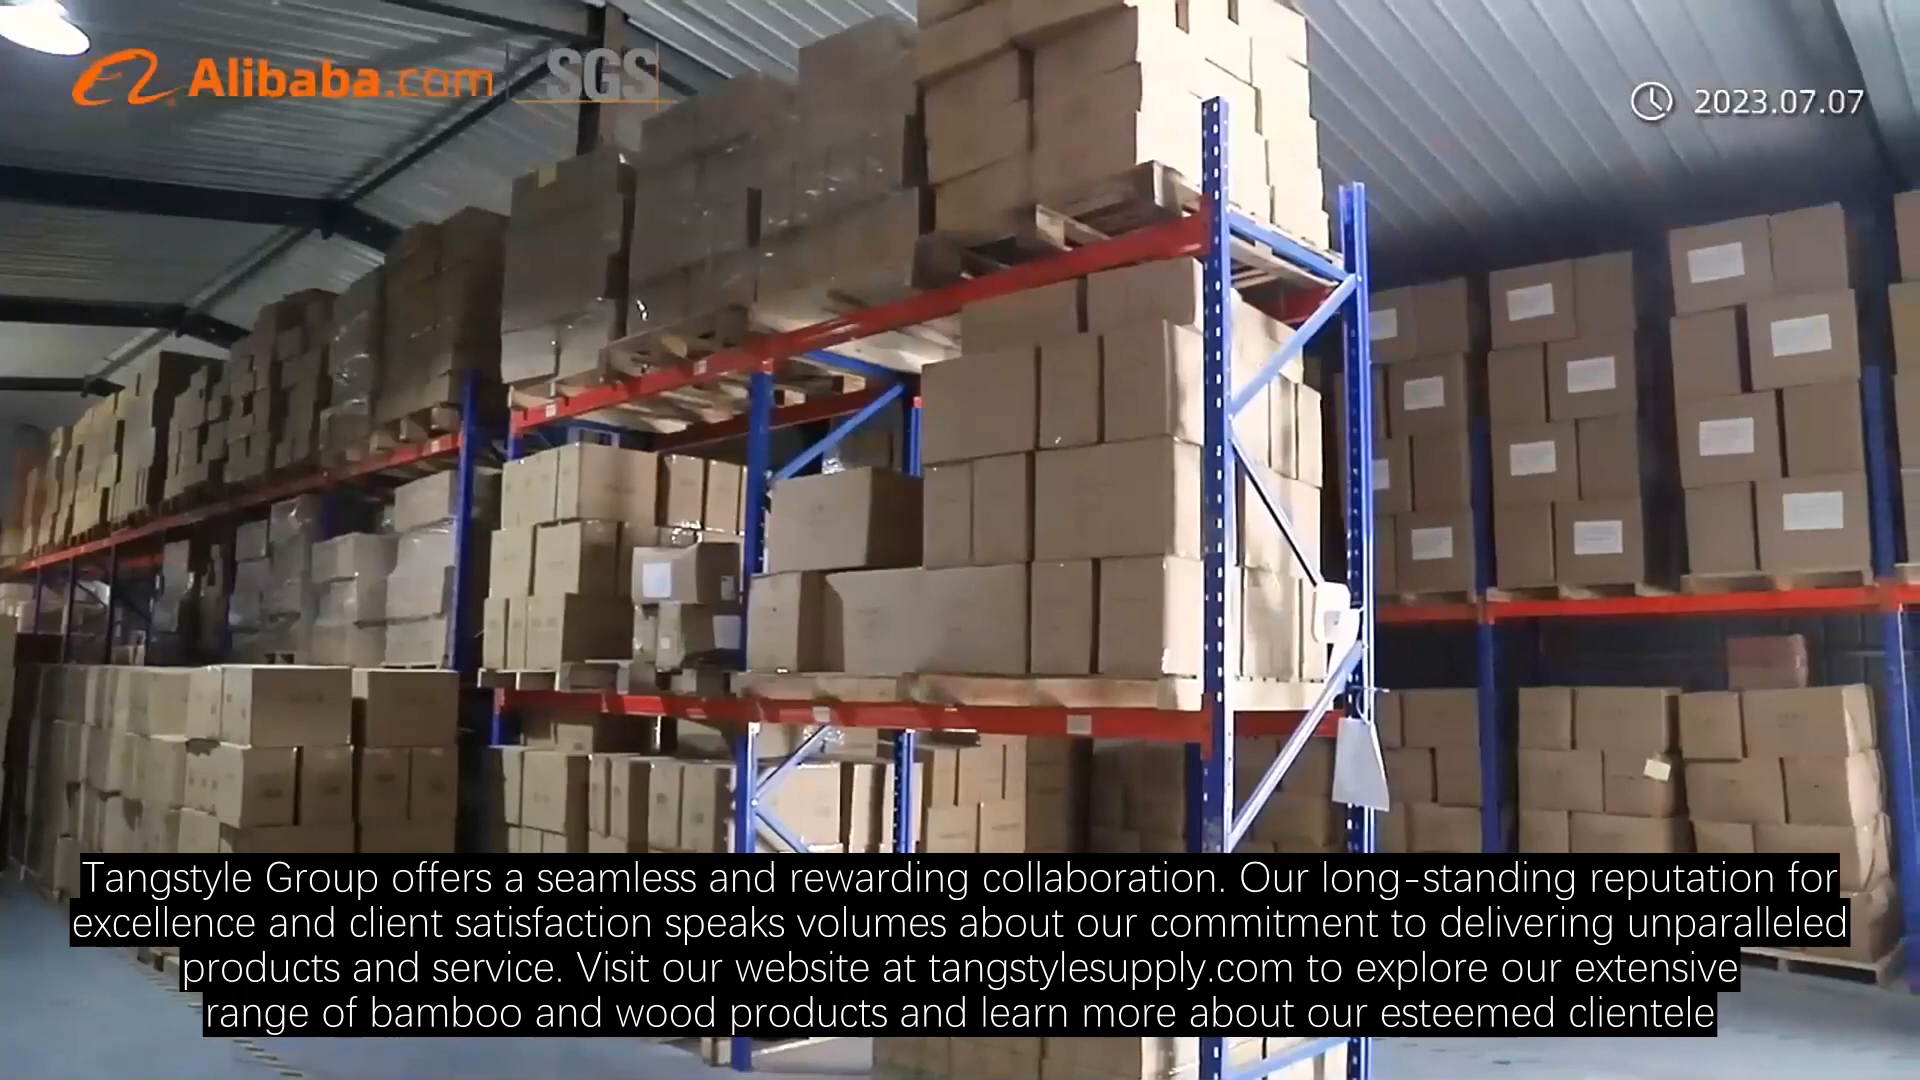 Alibaba.com
SGS
2023.07.07
Tangstyle Group offers a seamless and rewarding collaboration. Our long-standing reputation for
excellence and client satisfaction speaks volumes about our commitment to delivering unparalleled
products and service. Visit our website at tangstylesupply.com to explore our extensive
range of bamboo and wood products and learn more about our esteemed clientele